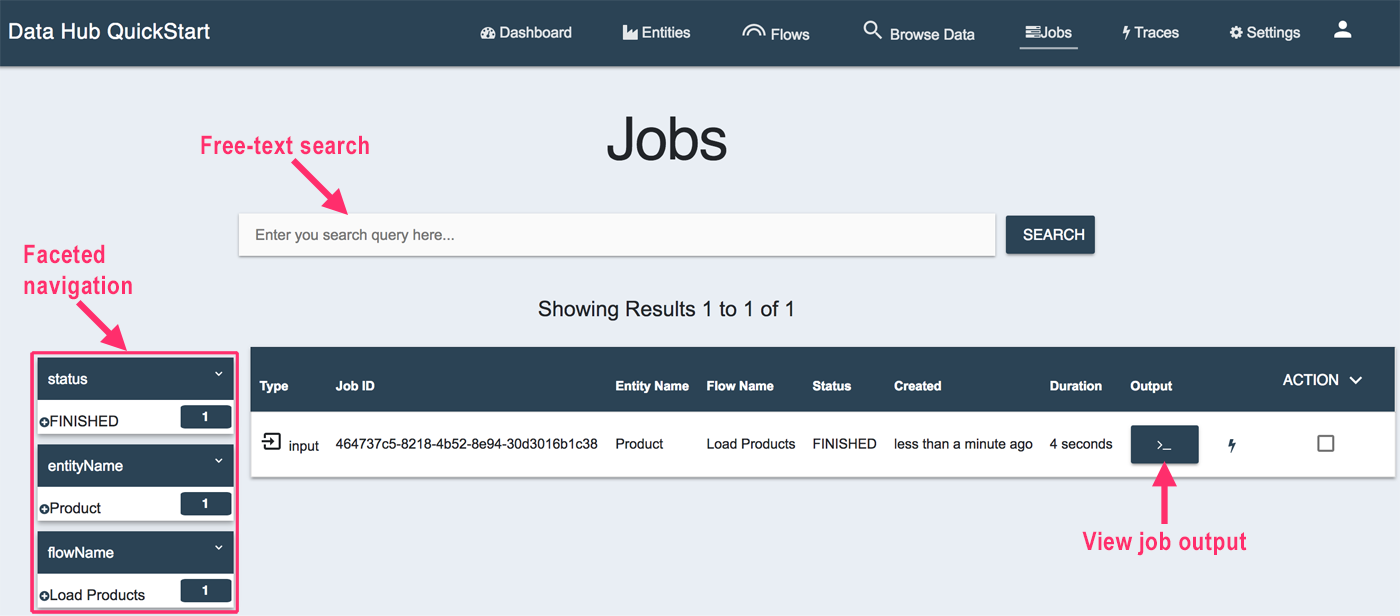 Data Hub QuickStart
Dashboard
Entities
Flows
Browse Data
Jobs
Traces
Settings
Jobs
Free-text search
Enter you search query here...
SEARCH
Faceted
navigation
Showing Results 1 to 1 of 1
status
FINISHED 1
entityName
Product 1
flowName
Load Products 1
Type Job ID Entity Name Flow Name Status Created Duration Output ACTION
input 464737c5-8218-4b52-8e94-30d3016b1c38 Product Load Products FINISHED less than a minute ago 4 seconds >_
View job output